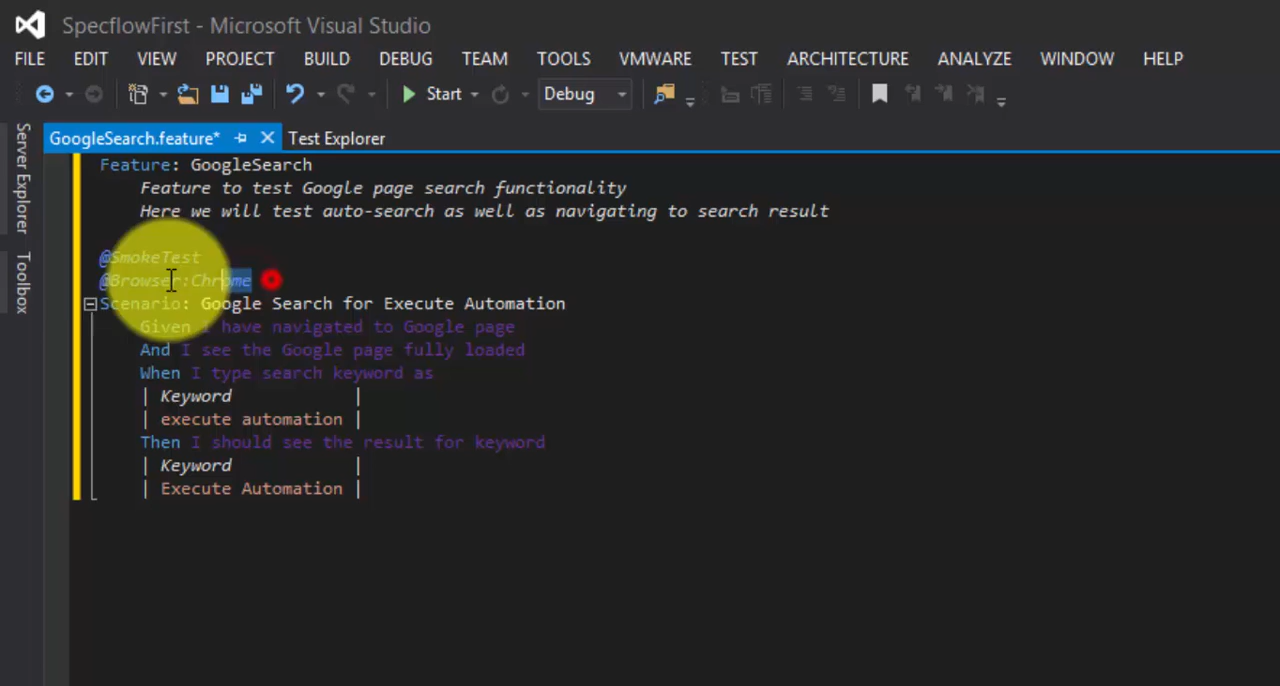 SpecflowFirst - Microsoft Visual Studio
FILE EDIT VIEW PROJECT BUILD DEBUG TEAM TOOLS VMWARE TEST ARCHITECTURE ANALYZE WINDOW HELP
Start Debug
GoogleSearch.feature* Test Explorer
Server Explorer
Toolbox
Feature: GoogleSearch
Feature to test Google page search functionality
Here we will test auto-search as well as navigating to search result
@SmokeTest
@Browser:Chrome
Scenario: Google Search for Execute Automation
Given I have navigated to Google page
And I see the Google page fully loaded
When I type search keyword as
| Keyword |
| execute automation |
Then I should see the result for keyword
| Keyword |
| Execute Automation |